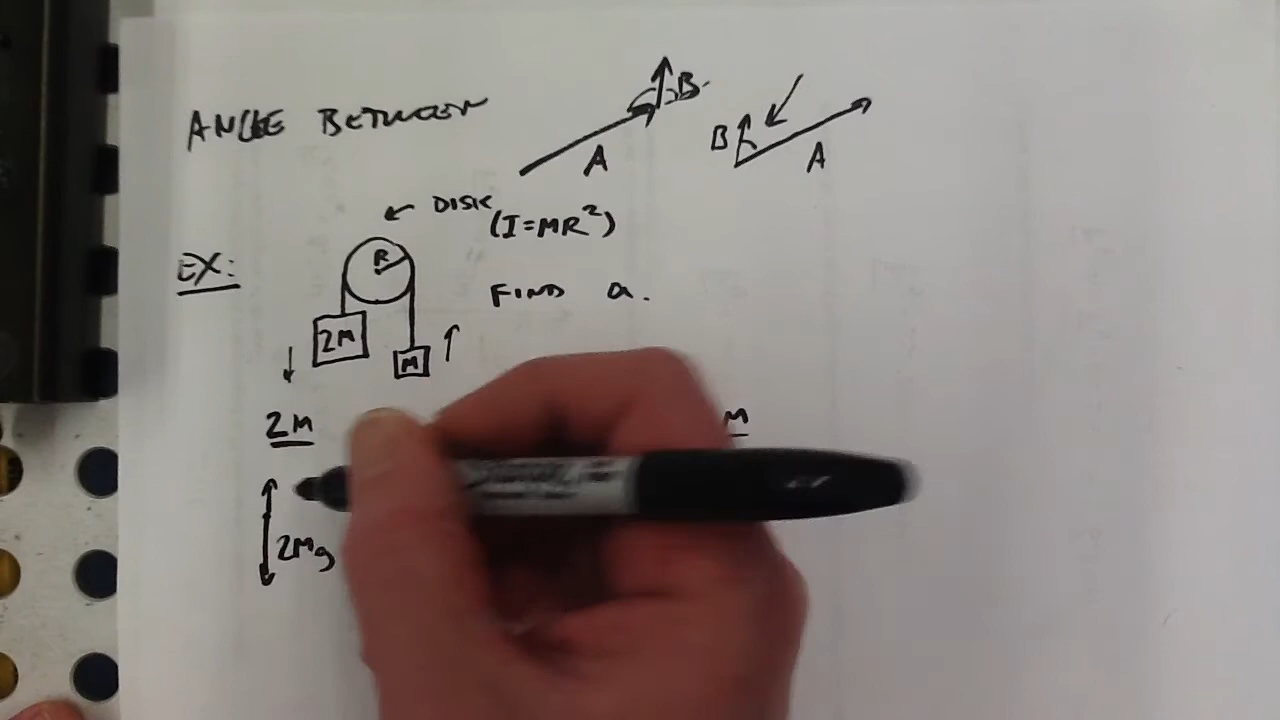 ANGLE BETWEEN
A
B
B
A
DISK
(I=MR²)
EX:
R
FIND a.
2M
M
2M
M
2Mg